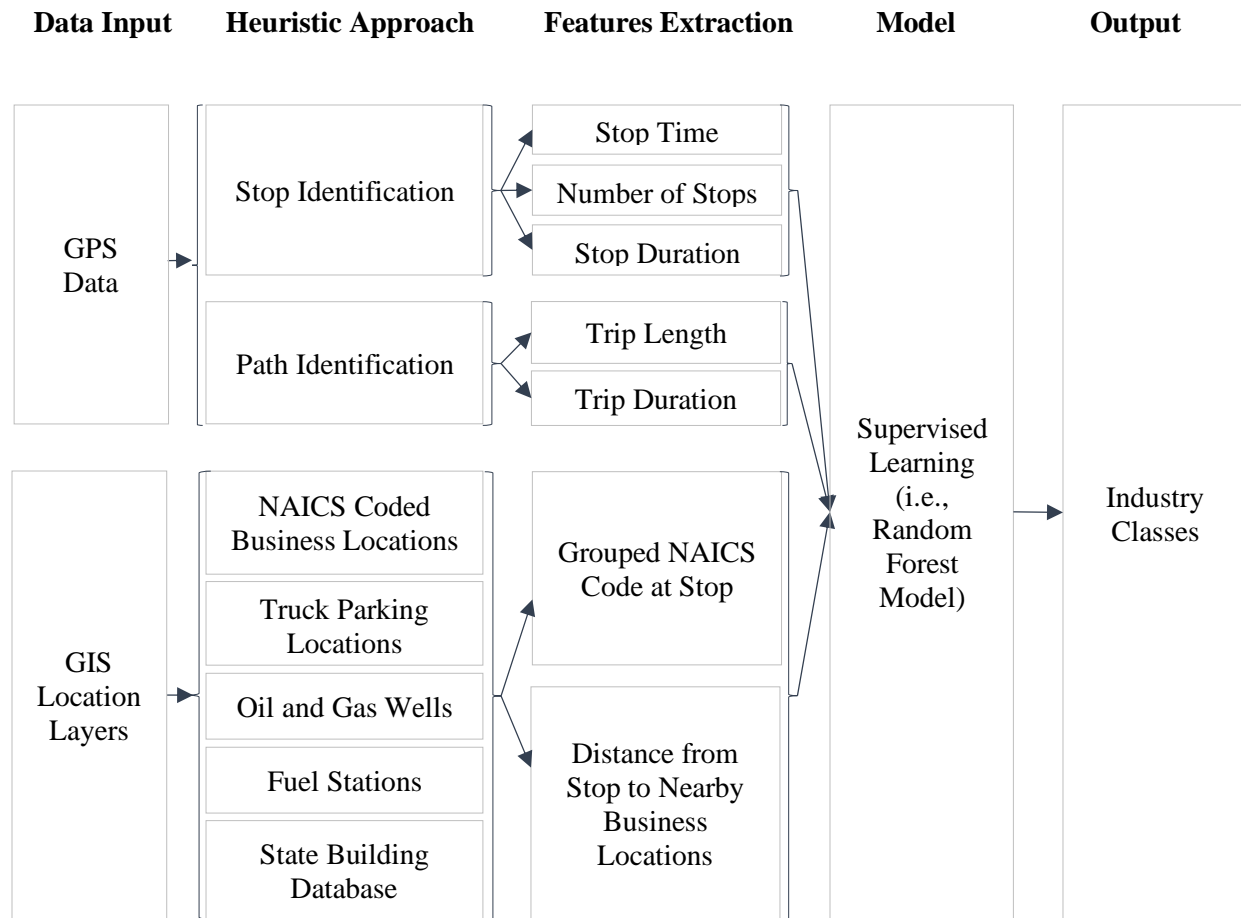 Data Input
Heuristic Approach
Features Extraction
Model
Output
GPS
Data
Stop Identification
Stop Time
Number of Stops
Stop Duration
Path Identification
Trip Length
Trip Duration
GIS
Location
Layers
NAICS Coded
Business Locations
Truck Parking
Locations
Oil and Gas Wells
Fuel Stations
State Building
Database
Grouped NAICS
Code at Stop
Distance from
Stop to Nearby
Business
Locations
Supervised
Learning
(i.e.,
Random
Forest
Model)
Industry
Classes